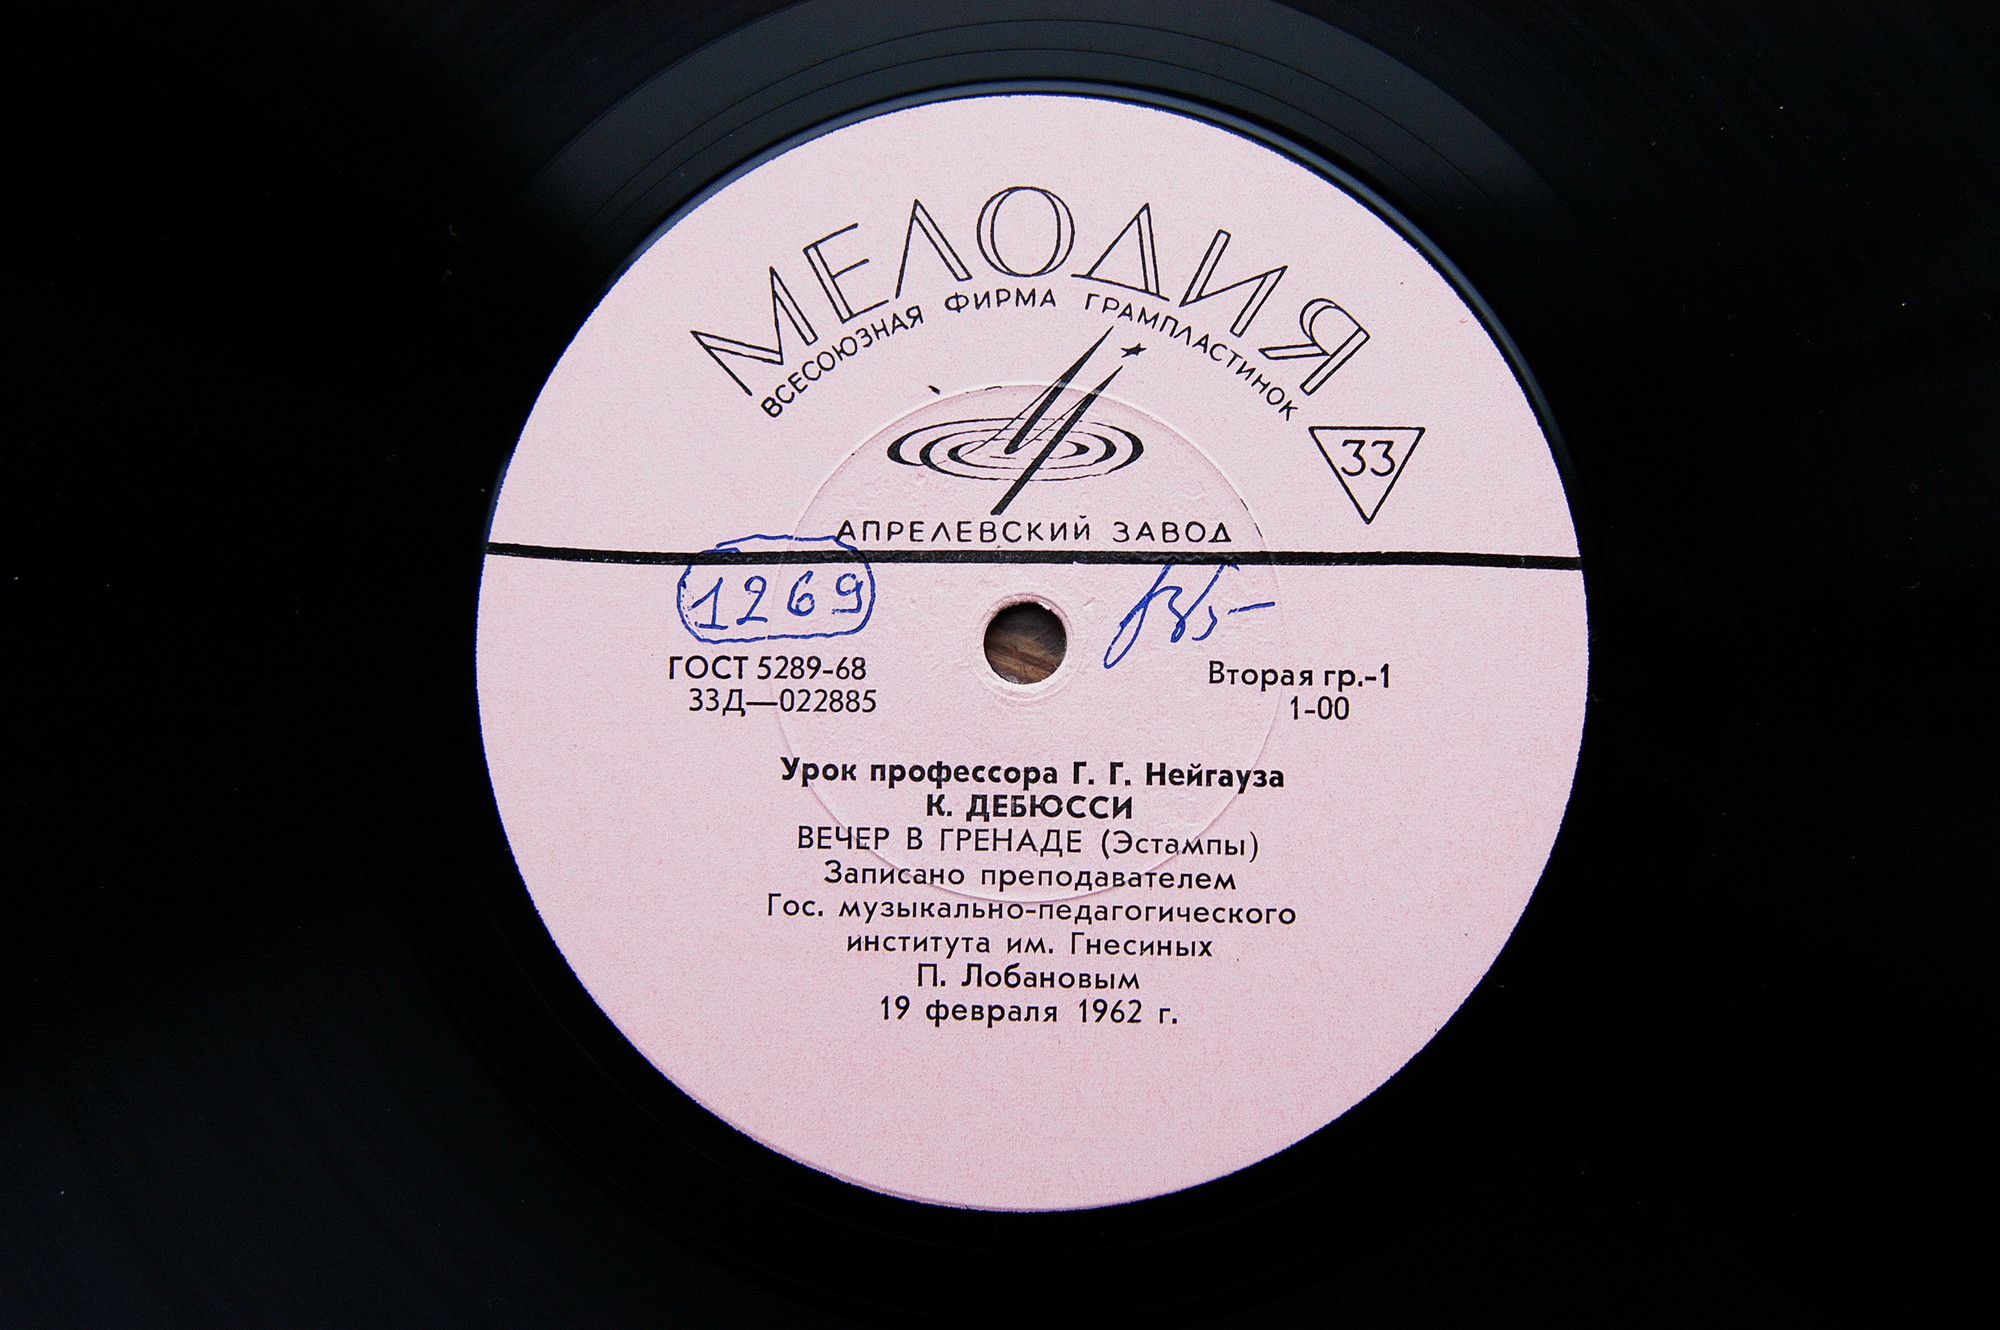 МЕЛОДИЯ
ВСЕСОЮЗНАЯ ФИРМА ГРАМПЛАСТИНОК
33
АПРЕЛЕВСКИЙ ЗАВОД
1269
ГОСТ 5289-68
33Д—022885
Вторая гр.-1
1-00
Урок профессора Г. Г. Нейгауза
К. ДЕБЮССИ
ВЕЧЕР В ГРЕНАДЕ (Эстампы)
Записано преподавателем
Гос. музыкально-педагогического
института им. Гнесиных
П. Лобановым
19 февраля 1962 г.